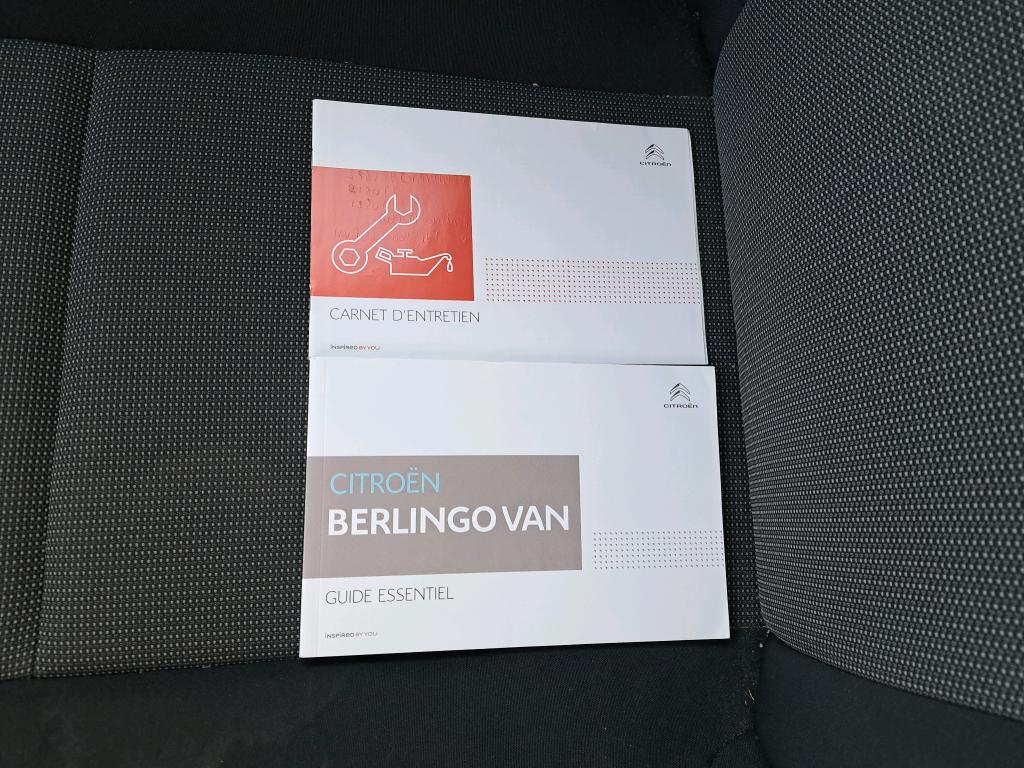 CITROËN
CARNET D'ENTRETIEN
INSPIRED BY YOU
CITROËN
CITROËN
BERLINGO VAN
GUIDE ESSENTIEL
INSPIRED BY YOU